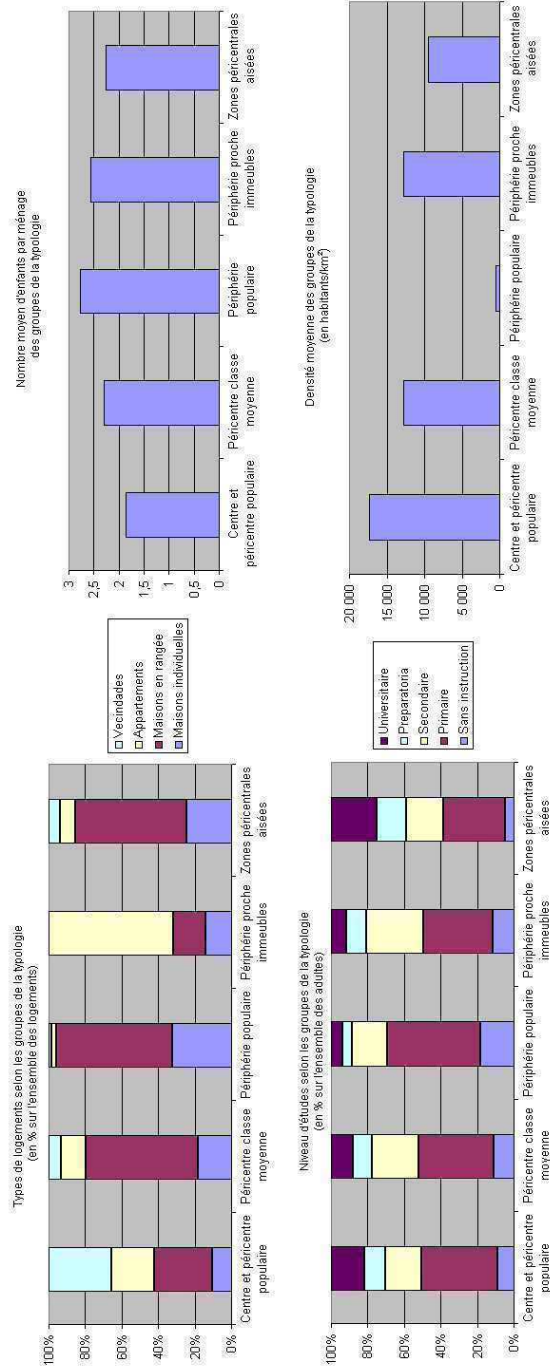 Types de logements selon les groupes de la typologie
(en % sur l'ensemble des logements)
100%
80%
60%
40%
20%
0%
Centre et péricentre
populaire
Péricentre classe
moyenne
Périphérie populaire
Périphérie proche
immeubles
Zones péricentrales
aisées
Vecindades
Appartements
Maisons en rangée
Maisons individuelles
Nombre moyen d'enfants par ménage
des groupes de la typologie
3
2,5
2
1,5
1
0,5
0
Centre et
péricentre populaire
Péricentre classe
moyenne
Périphérie
populaire
Périphérie proche
immeubles
Zones péricentrales
aisées
Niveau d'études selon les groupes de la typologie
(en % sur l'ensemble des adultes)
100%
80%
60%
40%
20%
0%
Centre et péricentre
populaire
Péricentre classe
moyenne
Périphérie populaire
Périphérie proche
immeubles
Zones péricentrales
aisées
Universitaire
Preparatoria
Secondaire
Primaire
Sans instruction
Densité moyenne des groupes de la typologie
(en habitants/km²)
20 000
15 000
10 000
5 000
0
Centre et péricentre
populaire
Péricentre classe
moyenne
Périphérie populaire
Périphérie proche
immeubles
Zones péricentrales
aisées